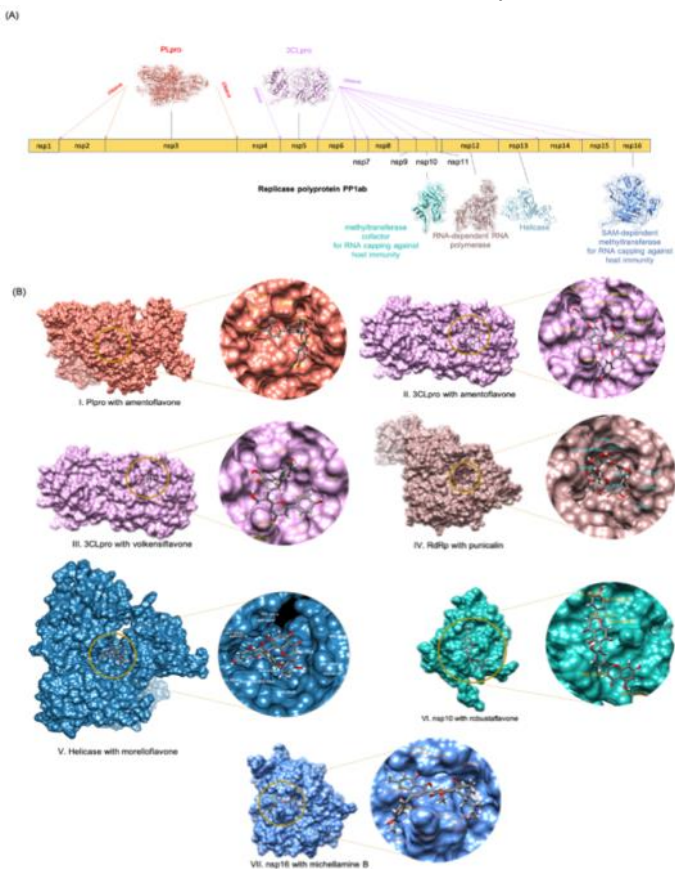 (A)
PLpro
3CLpro
nsp1 nsp2 nsp3 nsp4 nsp5 nsp6 nsp8 nsp12 nsp13 nsp14 nsp15 nsp16
nsp7 nsp9 nsp10 nsp11
Replicase polyprotein PP1ab
methyltransferase
cofactor
for RNA capping against
host immunity
RNA-dependent RNA
polymerase
Helicase
SAM-dependent
methyltransferase
for RNA capping against
host immunity
(B)
I. Plpro with amentoflavone
II. 3CLpro with amentoflavone
III. 3CLpro with volkensiflavone
IV. RdRp with punicalin
V. Helicase with morelloflavone
VI. nsp10 with robustaflavone
VII. nsp16 with michellamine B